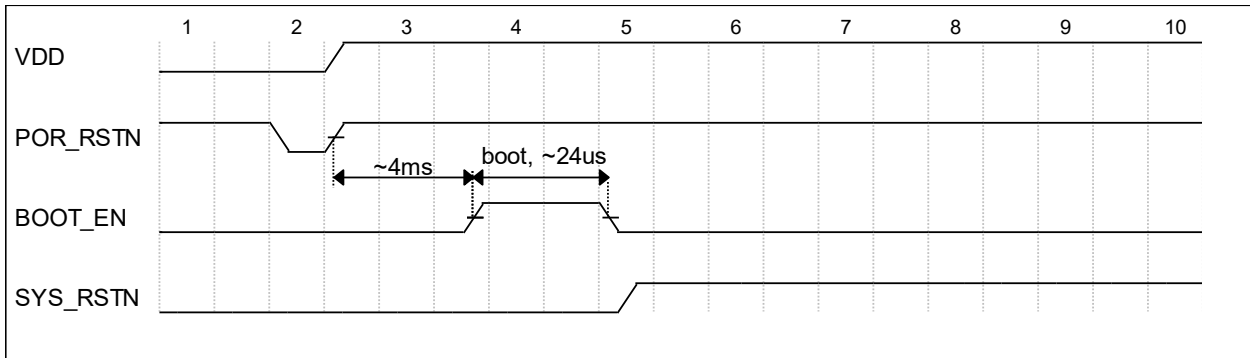 1 2 3 4 5 6 7 8 9 10
VDD
POR_RSTN
~4ms
boot, ~24us
BOOT_EN
SYS_RSTN